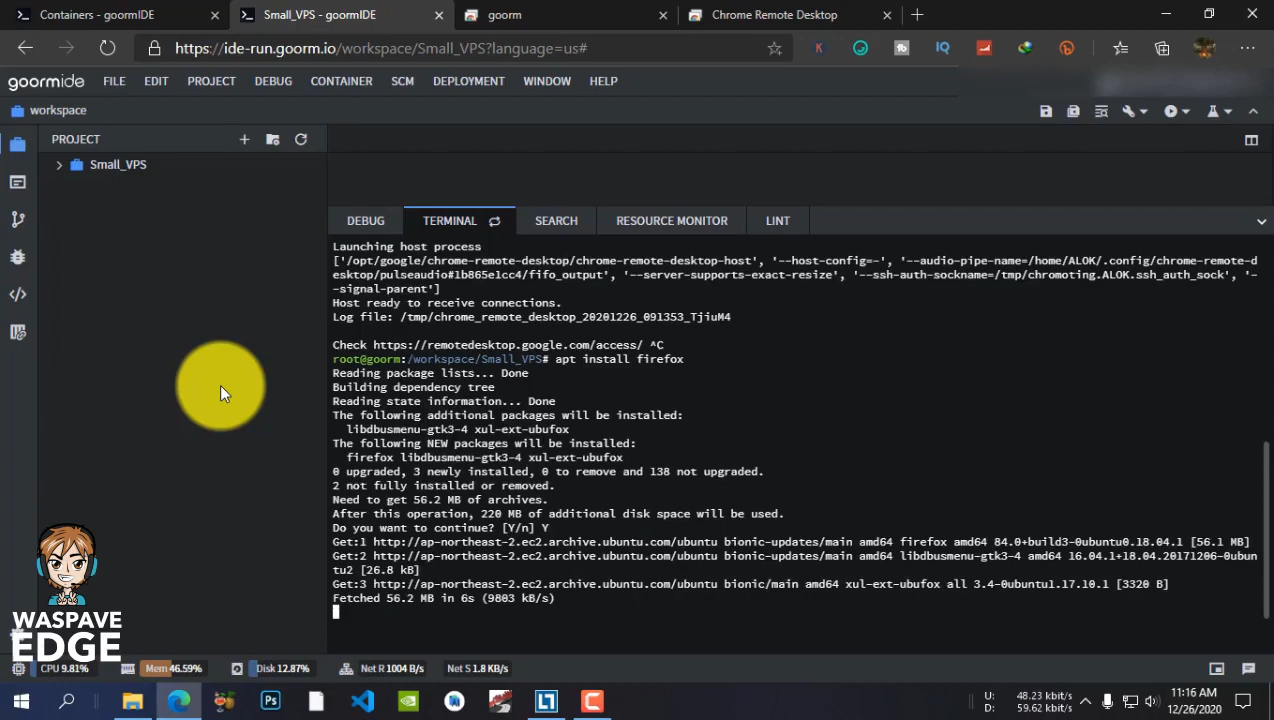 Containers - goormIDE
Small_VPS - goormIDE
goorm
Chrome Remote Desktop
https://ide-run.goorm.io/workspace/Small_VPS?language=us#
goormide FILE EDIT PROJECT DEBUG CONTAINER SCM DEPLOYMENT WINDOW HELP
workspace
PROJECT
Small_VPS
DEBUG TERMINAL SEARCH RESOURCE MONITOR LINT
Launching host process
['/opt/google/chrome-remote-desktop/chrome-remote-desktop-host', '--host-config=-', '--audio-pipe-name=/home/ALOK/.config/chrome-remote-d
esktop/pulseaudio#1b865e1cc4/fifo_output', '--server-supports-exact-resize', '--ssh-auth-sockname=/tmp/chromoting.ALOK.ssh_auth_sock', '-
-signal-parent']
Host ready to receive connections.
Log file: /tmp/chrome_remote_desktop_20201226_091353_TjiuM4
Check https://remotedesktop.google.com/access/ ^C
root@goorm:/workspace/Small_VPS# apt install firefox
Reading package lists... Done
Building dependency tree
Reading state information... Done
The following additional packages will be installed:
libdbusmenu-gtk3-4 xul-ext-ubufox
The following NEW packages will be installed:
firefox libdbusmenu-gtk3-4 xul-ext-ubufox
0 upgraded, 3 newly installed, 0 to remove and 138 not upgraded.
2 not fully installed or removed.
Need to get 56.2 MB of archives.
After this operation, 220 MB of additional disk space will be used.
Do you want to continue? [Y/n] Y
Get:1 http://ap-northeast-2.ec2.archive.ubuntu.com/ubuntu bionic-updates/main amd64 firefox amd64 84.0+build3-0ubuntu0.18.04.1 [56.1 MB]
Get:2 http://ap-northeast-2.ec2.archive.ubuntu.com/ubuntu bionic-updates/main amd64 libdbusmenu-gtk3-4 amd64 16.04.1+18.04.20171206-0ubun
tu2 [26.8 kB]
Get:3 http://ap-northeast-2.ec2.archive.ubuntu.com/ubuntu bionic/main amd64 xul-ext-ubufox all 3.4-0ubuntu1.17.10.1 [3320 B]
Fetched 56.2 MB in 6s (9803 kB/s)
WASPAVE
EDGE
CPU 9.81% Mem 46.59% Disk 12.87% Net R 1004 B/s Net S 1.8 KB/s
U: 48.23 kbit/s
D: 59.62 kbit/s
11:16 AM
12/26/2020